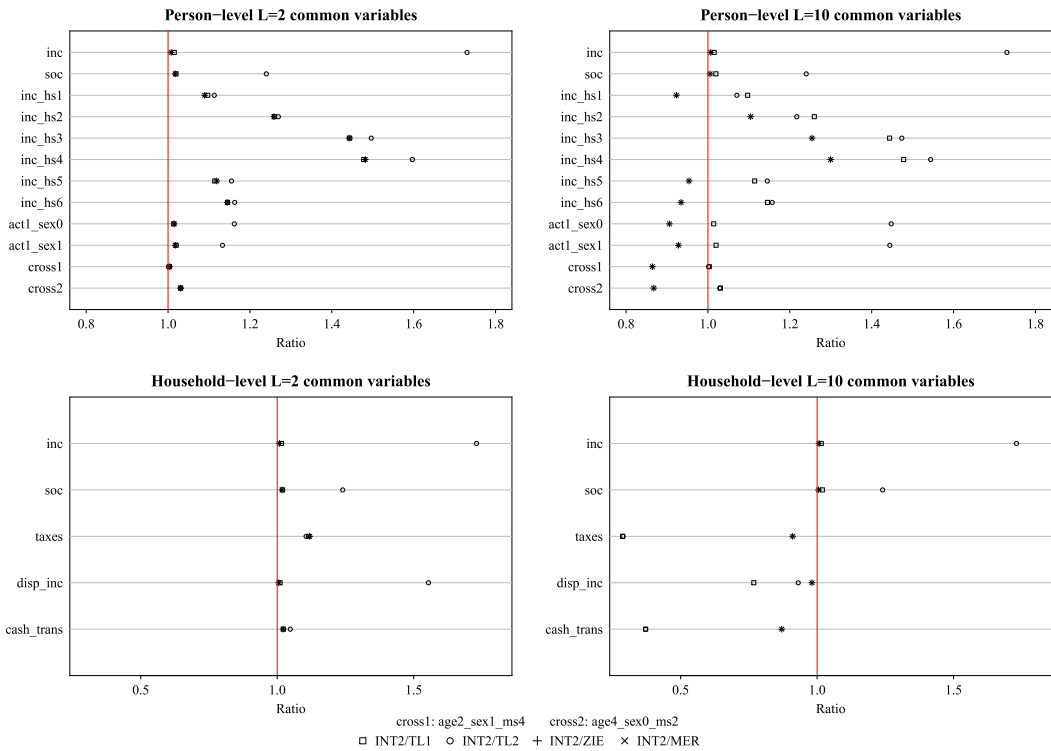 Person−level L=2 common variables
inc
soc
inc_hs1
inc_hs2
inc_hs3
inc_hs4
inc_hs5
inc_hs6
act1_sex0
act1_sex1
cross1
cross2
0.8 1.0 1.2 1.4 1.6 1.8
Ratio
Person−level L=10 common variables
inc
soc
inc_hs1
inc_hs2
inc_hs3
inc_hs4
inc_hs5
inc_hs6
act1_sex0
act1_sex1
cross1
cross2
0.8 1.0 1.2 1.4 1.6 1.8
Ratio
Household−level L=2 common variables
inc
soc
taxes
disp_inc
cash_trans
0.5 1.0 1.5
Ratio
Household−level L=10 common variables
inc
soc
taxes
disp_inc
cash_trans
0.5 1.0 1.5
Ratio
cross1: age2_sex1_ms4 cross2: age4_sex0_ms2
INT2/TL1 INT2/TL2 INT2/ZIE INT2/MER